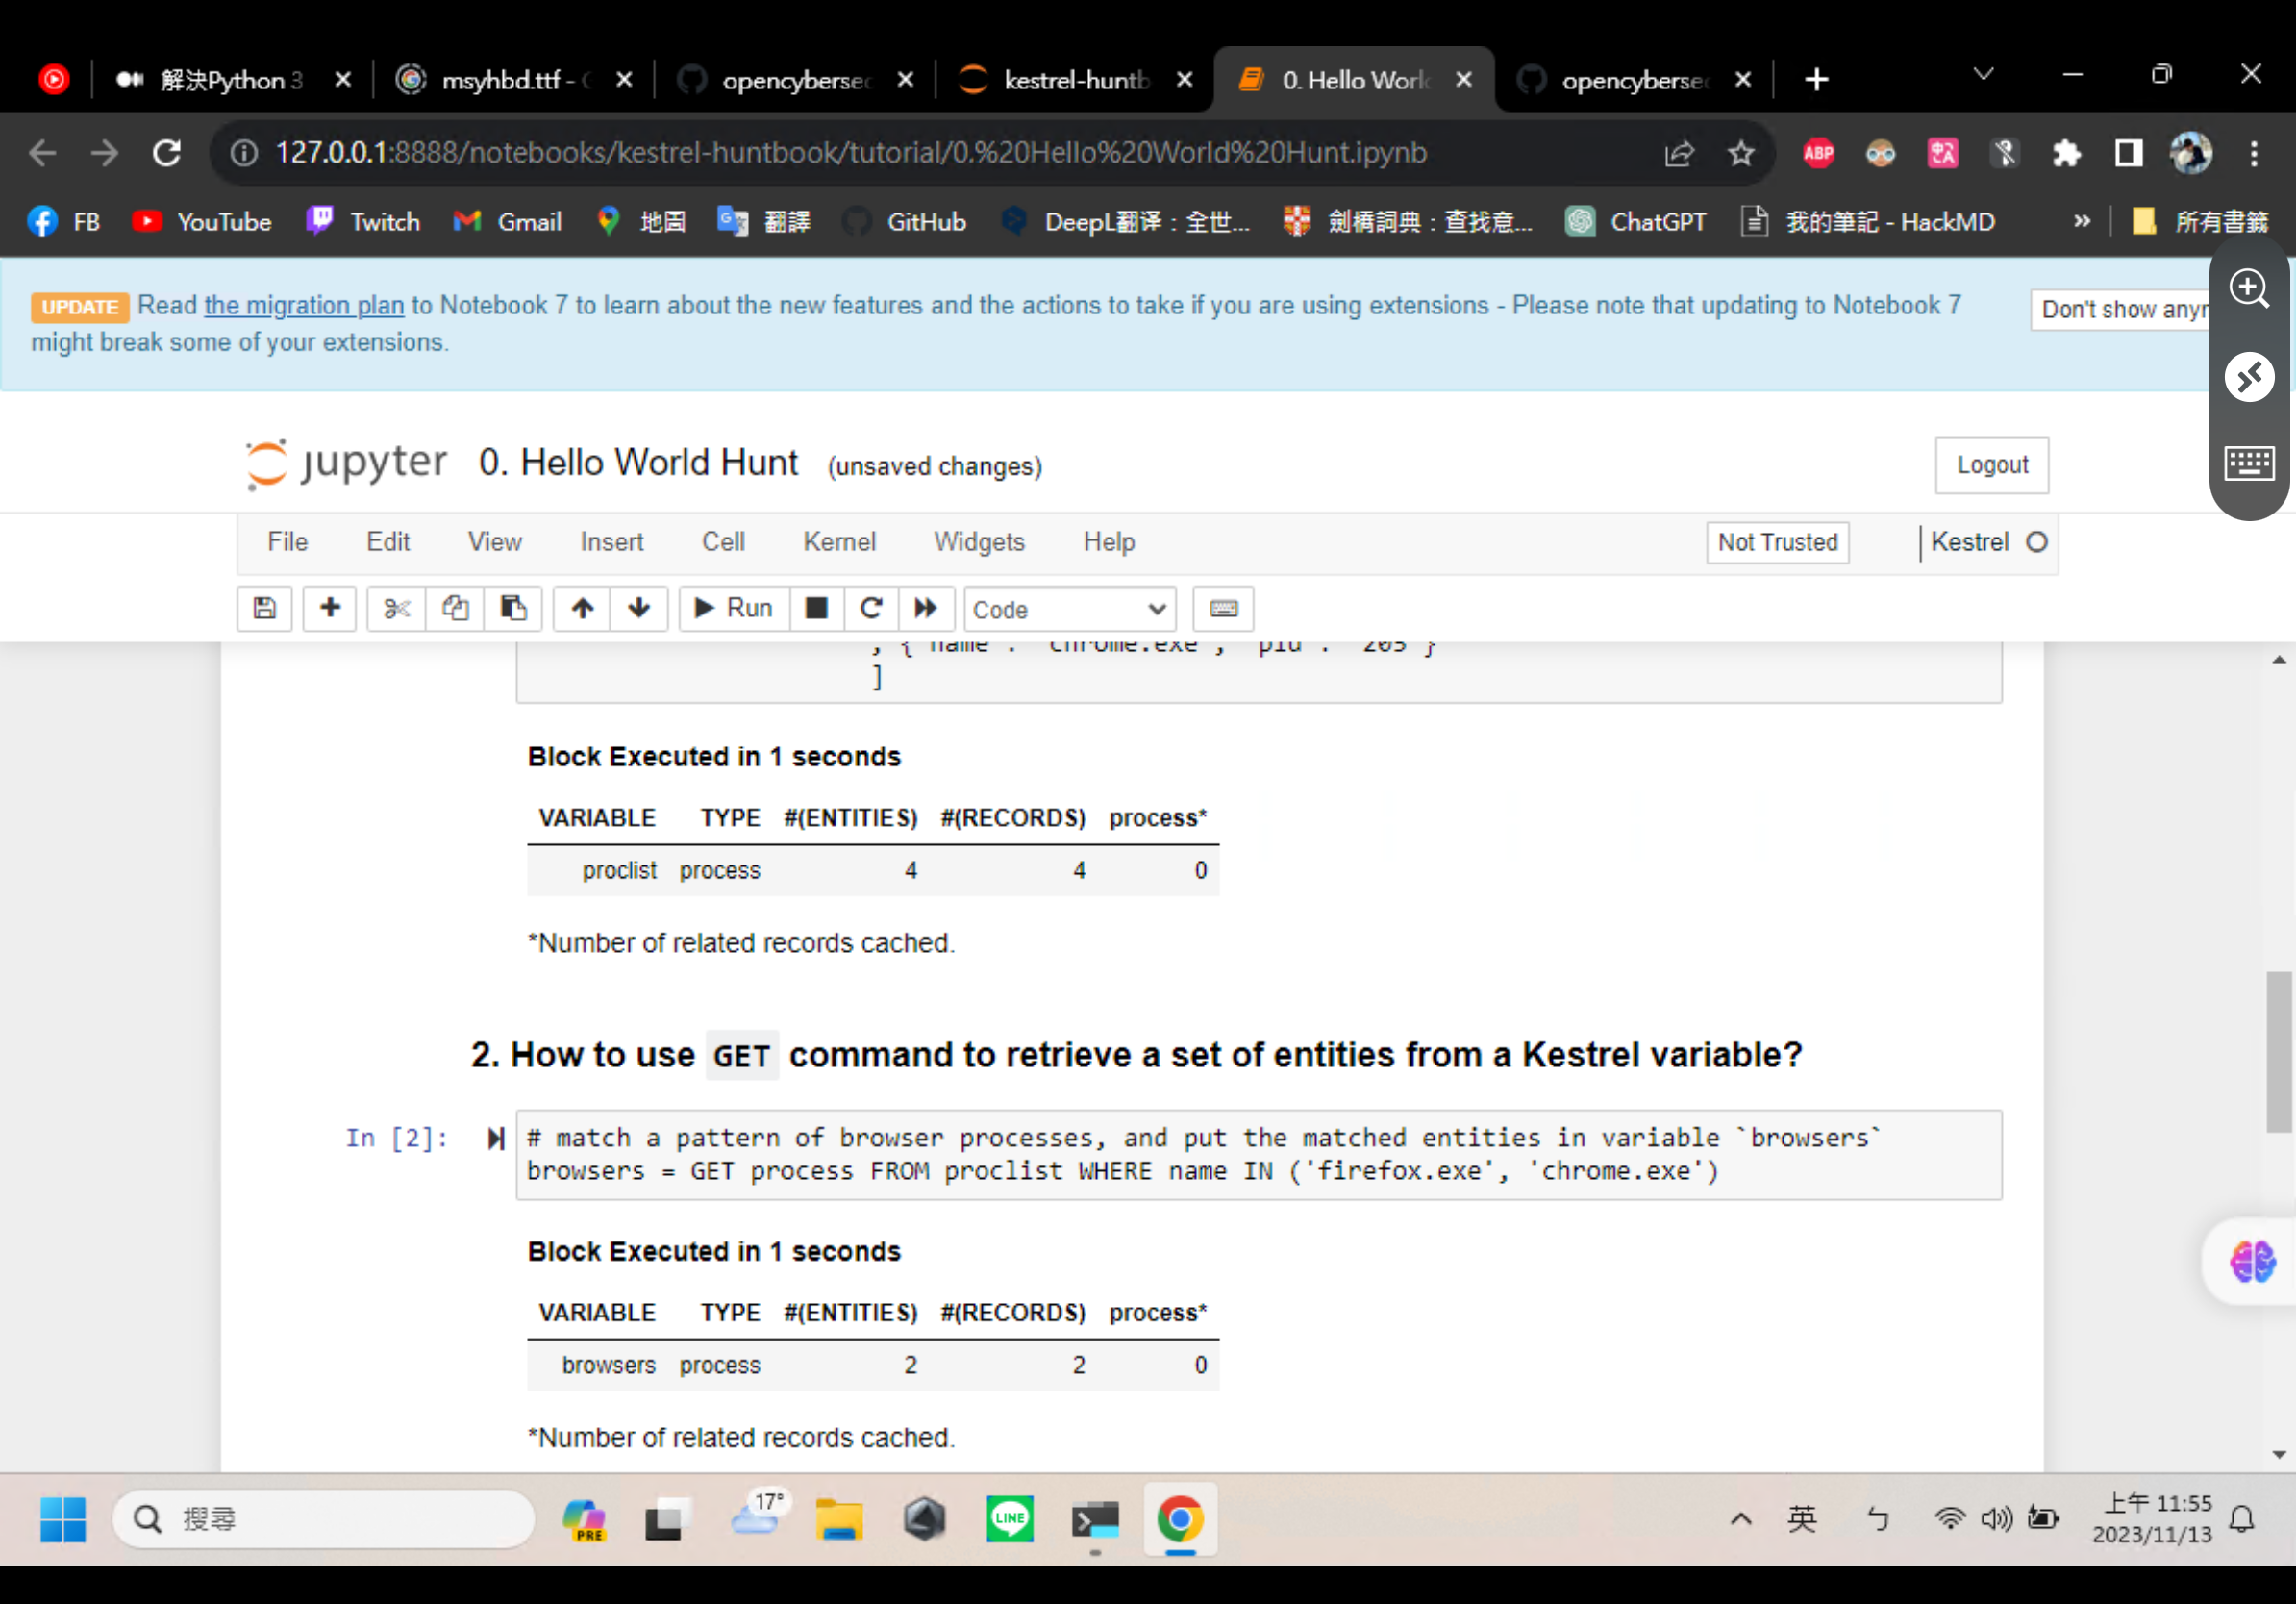 解決Python 3
msyhbd.ttf - 
opencybersec
kestrel-huntb
0. Hello World
opencybersec
127.0.0.1:8888/notebooks/kestrel-huntbook/tutorial/0.%20Hello%20World%20Hunt.ipynb
ABP
FB
YouTube
Twitch
Gmail
地圖
翻譯
GitHub
DeepL翻译：全世...
劍橋詞典：查找意...
ChatGPT
我的筆記 - HackMD
»
所有書籤
UPDATE Read the migration plan to Notebook 7 to learn about the new features and the actions to take if you are using extensions - Please note that updating to Notebook 7
might break some of your extensions.
Don't show anym
jupyter 0. Hello World Hunt (unsaved changes)
Logout
File Edit View Insert Cell Kernel Widgets Help
Not Trusted
Kestrel
Run
Code
, {"name": "chrome.exe", "pid": "205"}
]
Block Executed in 1 seconds
VARIABLE TYPE #(ENTITIES) #(RECORDS) process*
proclist process 4 4 0
*Number of related records cached.
2. How to use GET command to retrieve a set of entities from a Kestrel variable?
In [2]:
# match a pattern of browser processes, and put the matched entities in variable `browsers`
browsers = GET process FROM proclist WHERE name IN ('firefox.exe', 'chrome.exe')
Block Executed in 1 seconds
VARIABLE TYPE #(ENTITIES) #(RECORDS) process*
browsers process 2 2 0
*Number of related records cached.
搜尋
PRE
17°
LINE
英
ㄅ
上午 11:55
2023/11/13